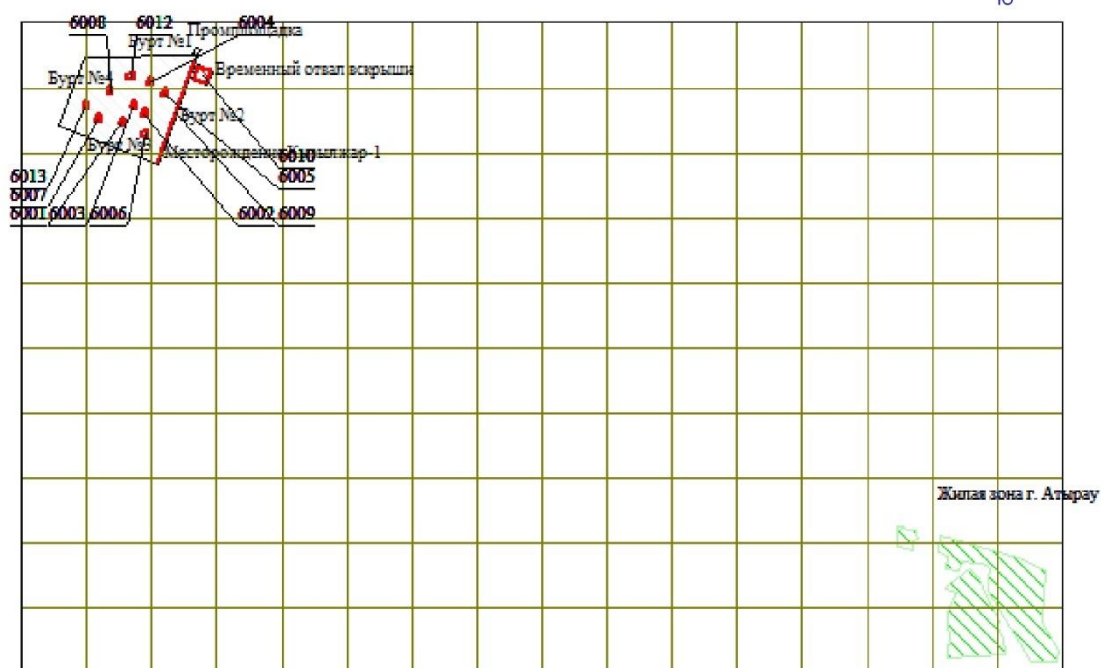 6008 6012 6004
Промплощадка
Бурт №1
Временный отвал вскрыши
Бурт №4
Бурт №2
Бурт №3
Месторождение
6010
6013
6005
6007
6001 6003 6006 6002 6009
Жилая зона г. Атырау